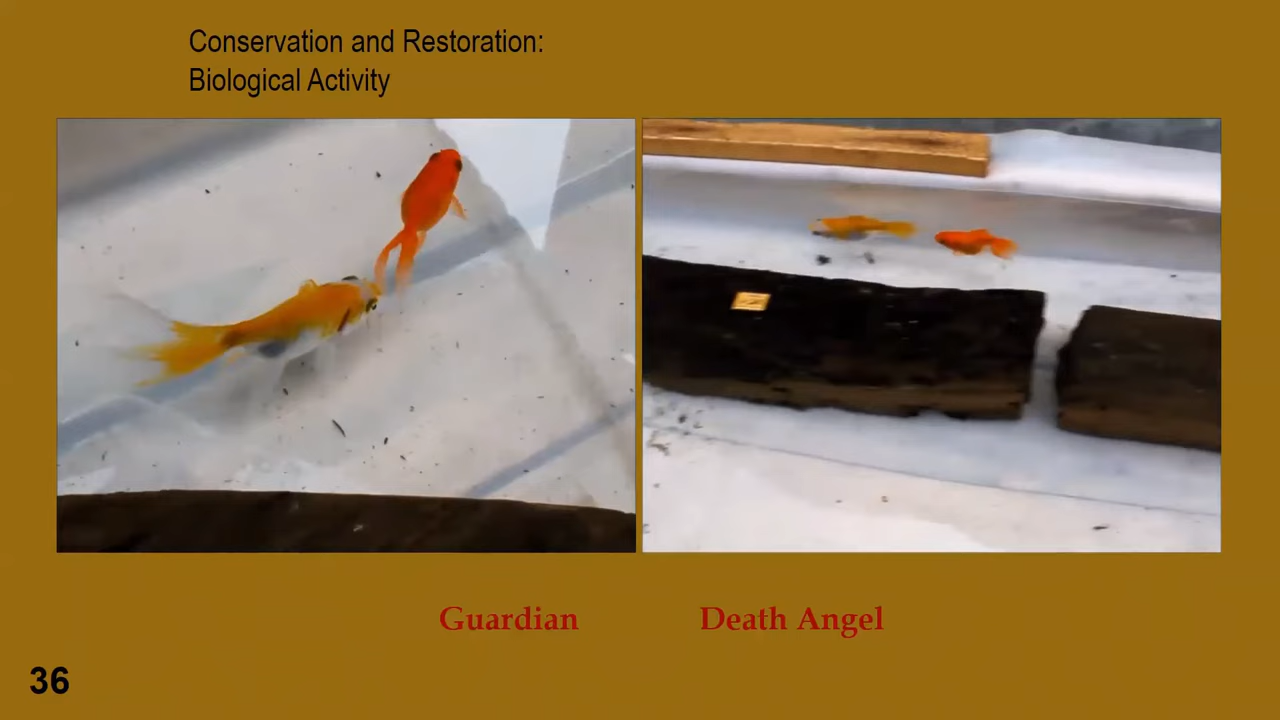 Conservation and Restoration:
Biological Activity
Guardian
Death Angel
36